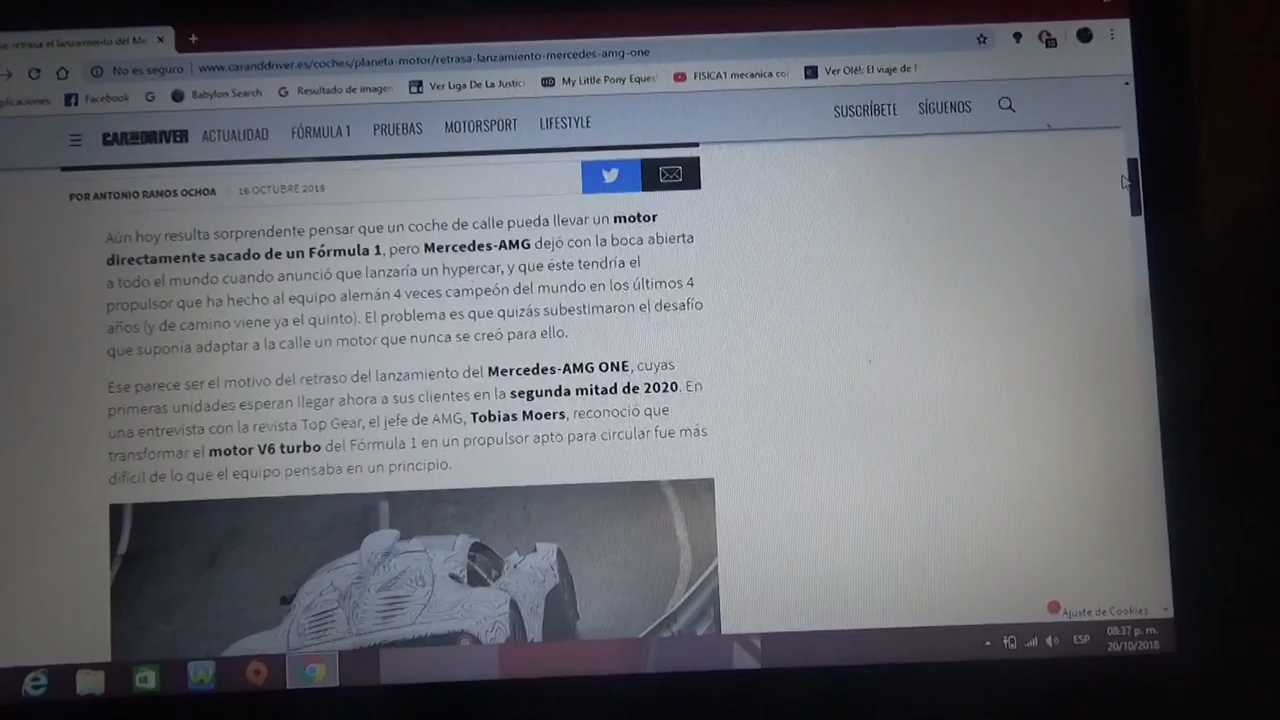 se retrasa el lanzamiento del Me
No es seguro | www.caranddriver.es/coches/planeta-motor/retrasa-lanzamiento-mercedes-amg-one
plicaciones Facebook Babylon Search Resultado de imagen Ver Liga De La Justic My Little Pony Eques FISICA1 mecanica co Ver Olé!: El viaje de F
CAR AND DRIVER ACTUALIDAD FÓRMULA 1 PRUEBAS MOTORSPORT LIFESTYLE SUSCRÍBETE SÍGUENOS
POR ANTONIO RAMOS OCHOA 16 OCTUBRE 2018
Aún hoy resulta sorprendente pensar que un coche de calle pueda llevar un motor
directamente sacado de un Fórmula 1, pero Mercedes-AMG dejó con la boca abierta
a todo el mundo cuando anunció que lanzaría un hypercar, y que éste tendría el
propulsor que ha hecho al equipo alemán 4 veces campeón del mundo en los últimos 4
años (y de camino viene ya el quinto). El problema es que quizás subestimaron el desafío
que suponía adaptar a la calle un motor que nunca se creó para ello.
Ese parece ser el motivo del retraso del lanzamiento del Mercedes-AMG ONE, cuyas
primeras unidades esperan llegar ahora a sus clientes en la segunda mitad de 2020. En
una entrevista con la revista Top Gear, el jefe de AMG, Tobias Moers, reconoció que
transformar el motor V6 turbo del Fórmula 1 en un propulsor apto para circular fue más
difícil de lo que el equipo pensaba en un principio.
Ajuste de Cookies
ESP
08:37 p. m.
20/10/2018